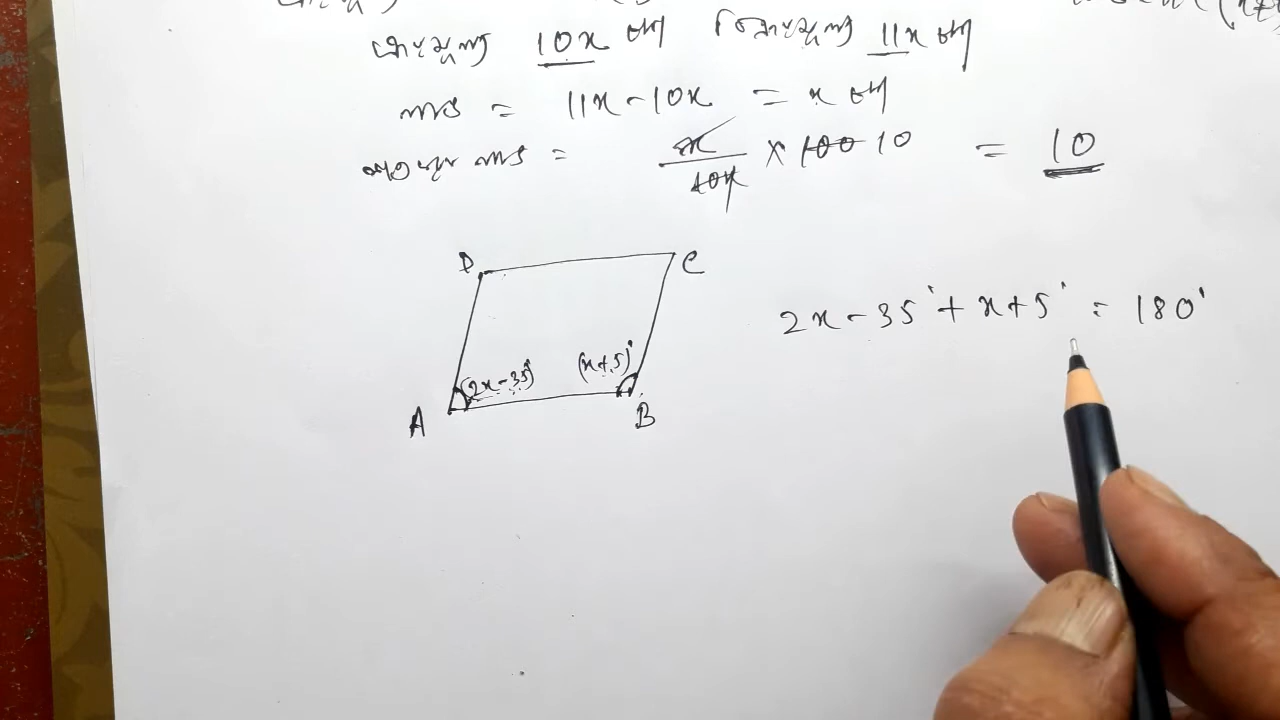 ক্রয়মূল্য 10x টাকা বিক্রয়মূল্য 11x টাকা
লাভ = 11x - 10x = x টাকা
শতকরা লাভ = x/10x × 100 10 = 10
D C
2x - 35° + x + 5° = 180°
(2x - 35)° (x + 5)°
A B